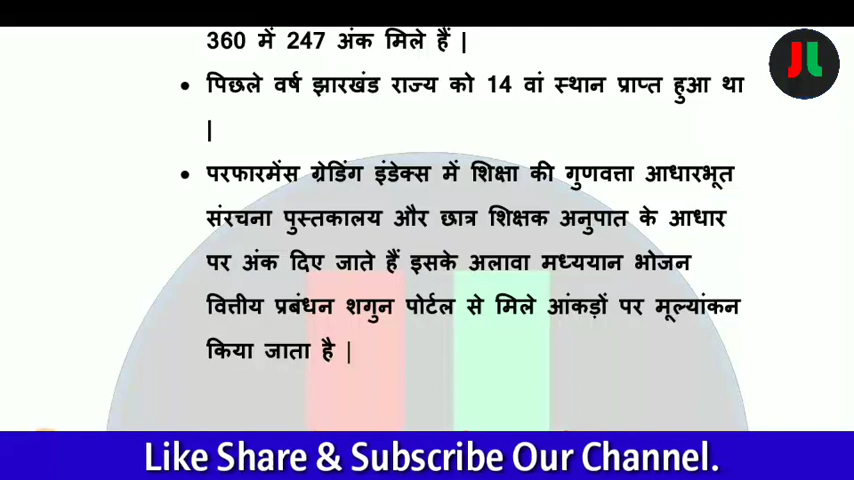 360 में 247 अंक मिले हैं |
JL
• पिछले वर्ष झारखंड राज्य को 14 वां स्थान प्राप्त हुआ था
|
• परफारमेंस ग्रेडिंग इंडेक्स में शिक्षा की गुणवत्ता आधारभूत
संरचना पुस्तकालय और छात्र शिक्षक अनुपात के आधार
पर अंक दिए जाते हैं इसके अलावा मध्ययान भोजन
वित्तीय प्रबंधन शगुन पोर्टल से मिले आंकड़ों पर मूल्यांकन
किया जाता है |
Like Share & Subscribe Our Channel.